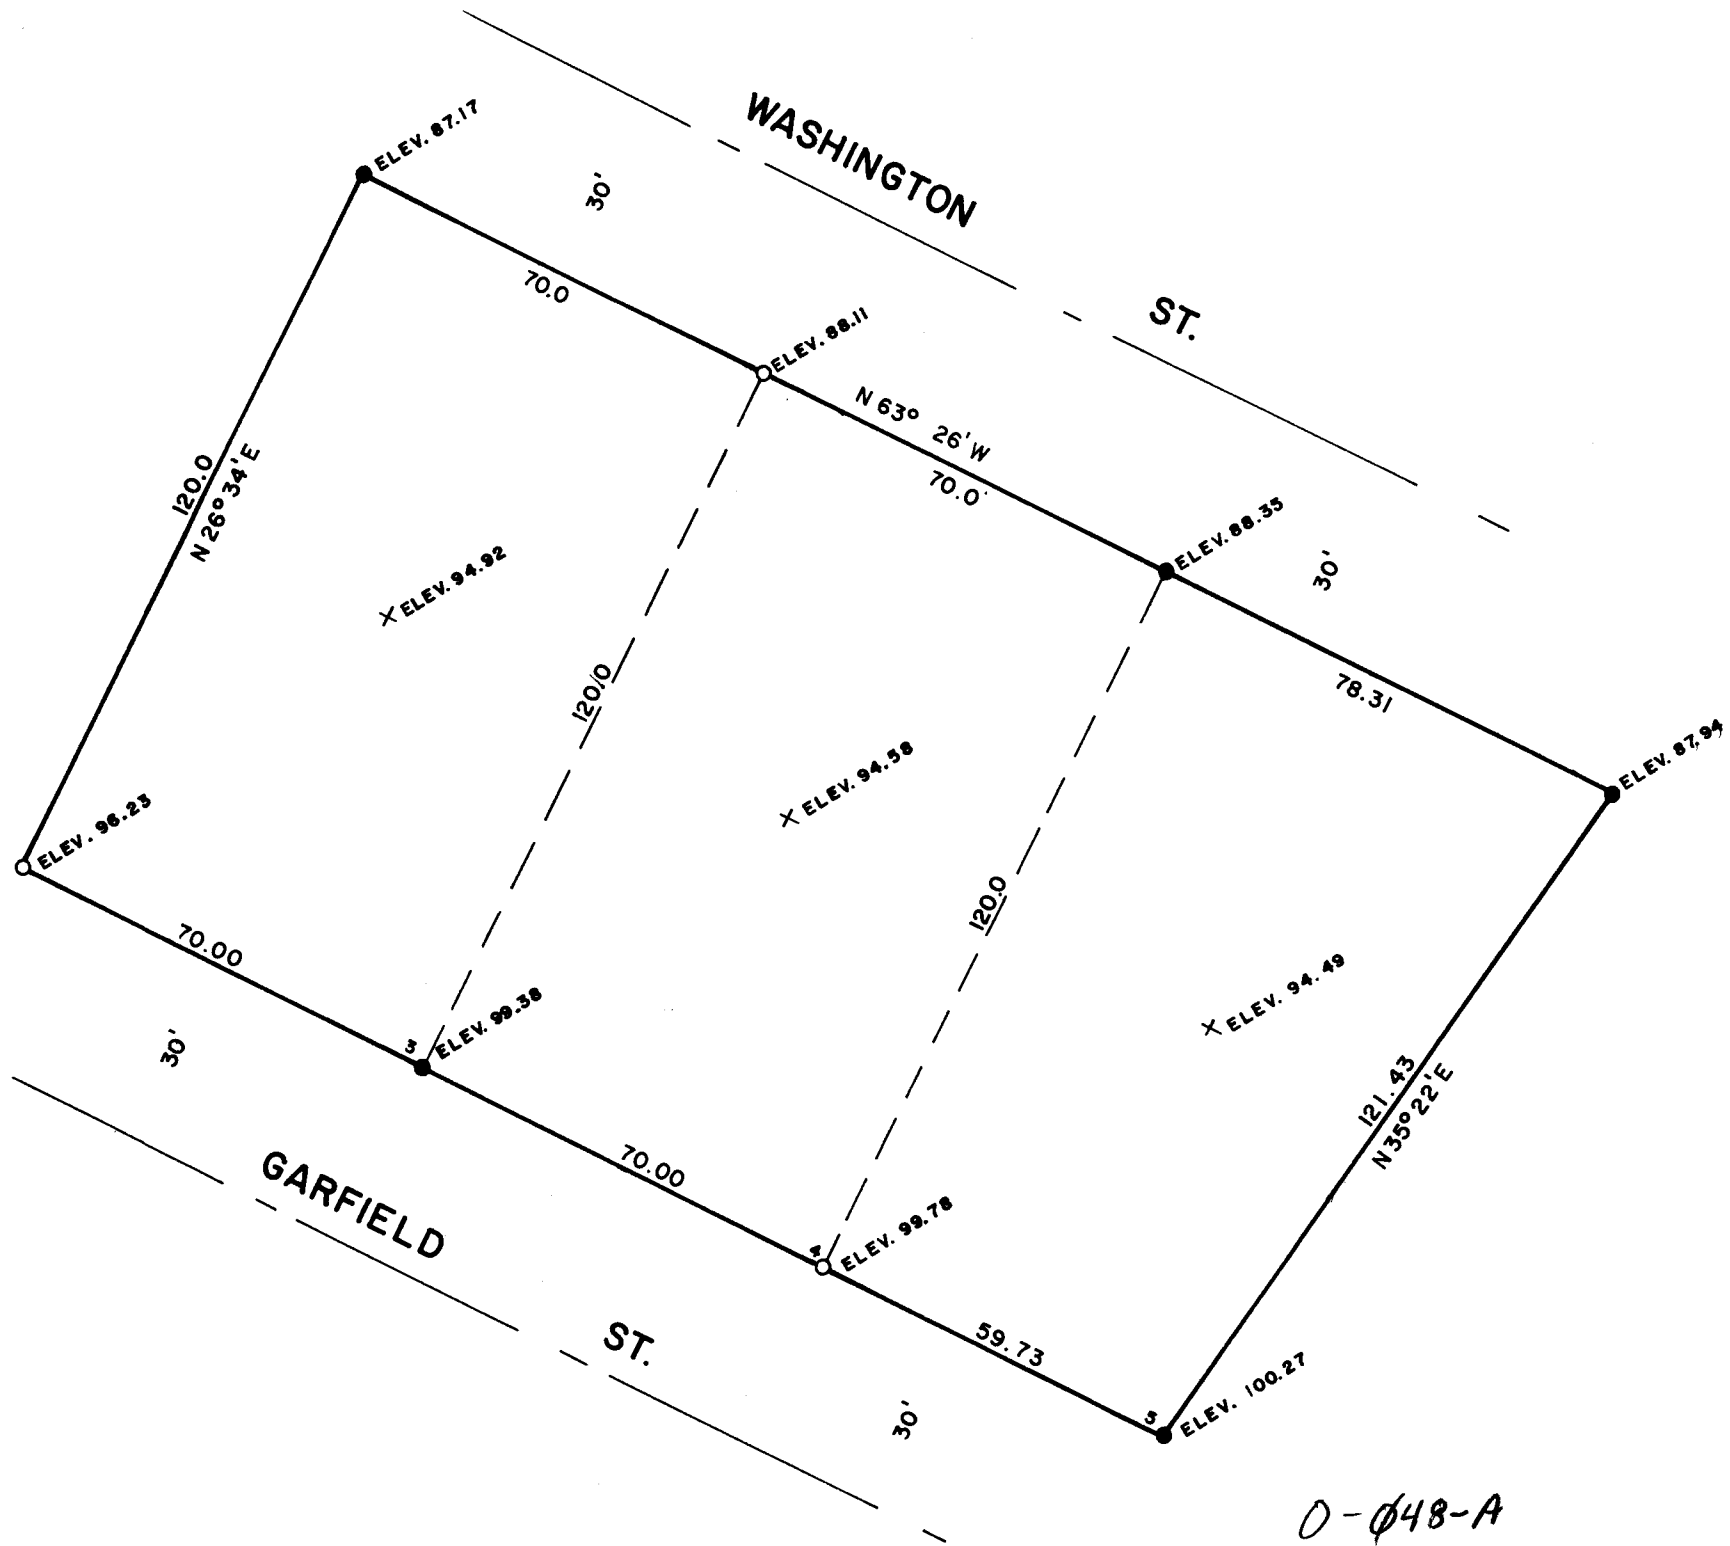 WASHINGTON ST.
ELEV. 87.17
30'
70.0
ELEV. 88.11
N 63° 26' W
70.0
ELEV. 88.35
30'
78.31
ELEV. 87.94
120.0
N 26° 34' E
ELEV. 94.92
120.0
ELEV. 94.58
120.0
ELEV. 94.49
121.43
N 35° 22' E
ELEV. 96.23
70.00
30'
3
ELEV. 99.38
70.00
4
ELEV. 99.78
59.73
5
ELEV. 100.27
GARFIELD ST.
30'
O-Ø48-A